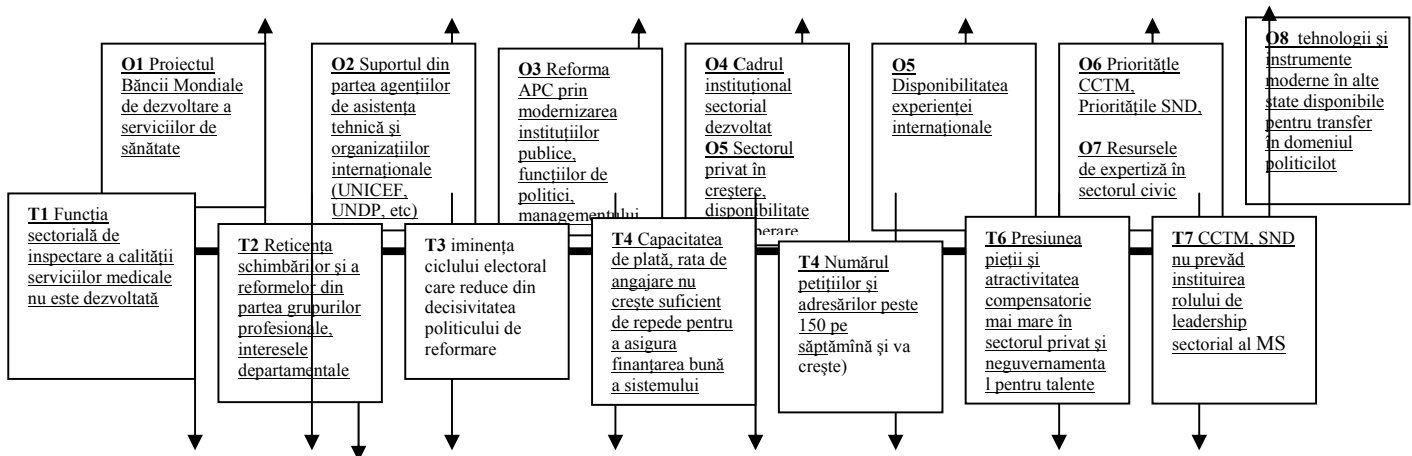 O1 Proiectul
Băncii Mondiale
de dezvoltare a
serviciilor de
sănătate
O2 Suportul din
partea agenţiilor
de asistenţa
tehnică şi
organizaţiilor
internaţionale
(UNICEF,
UNDP, etc)
O3 Reforma
APC prin
modernizarea
instituţiilor
publice,
funcţiilor de
politici,
managementului
O4 Cadrul
instituţional
sectorial
dezvoltat
O5 Sectorul
privat în
creştere,
disponibilitate
O5
Disponibilitatea
experienţei
internaţionale
O6 Priorităţle
CCTM,
Priorităţile SND,
O7 Resursele
de expertiză în
sectorul civic
O8 tehnologii şi
instrumente
moderne în alte
state disponibile
pentru transfer
în domeniul
politicilot
T1 Funcţia
sectorială de
inspectare a calităţii
serviciilor medicale
nu este dezvoltată
T2 Reticenţa
schimbărilor şi a
reformelor din
partea grupurilor
profesionale,
interesele
departamentale
T3 iminenţa
ciclului electoral
care reduce din
decisivitatea
politicului de
reformare
T4 Capacitatea
de plată, rata de
angajare nu
creşte suficient
de repede pentru
a asigura
finanţarea bună
a sistemului
T4 Numărul
petiţiilor şi
adresărilor peste
150 pe
săptămînă şi va
creşte)
T6 Presiunea
pieţii şi
atractivitatea
compensatorie
mai mare în
sectorul privat şi
neguvernamenta
l pentru talente
T7 CCTM, SND
nu prevăd
instituirea
rolului de
leadership
sectorial al MS